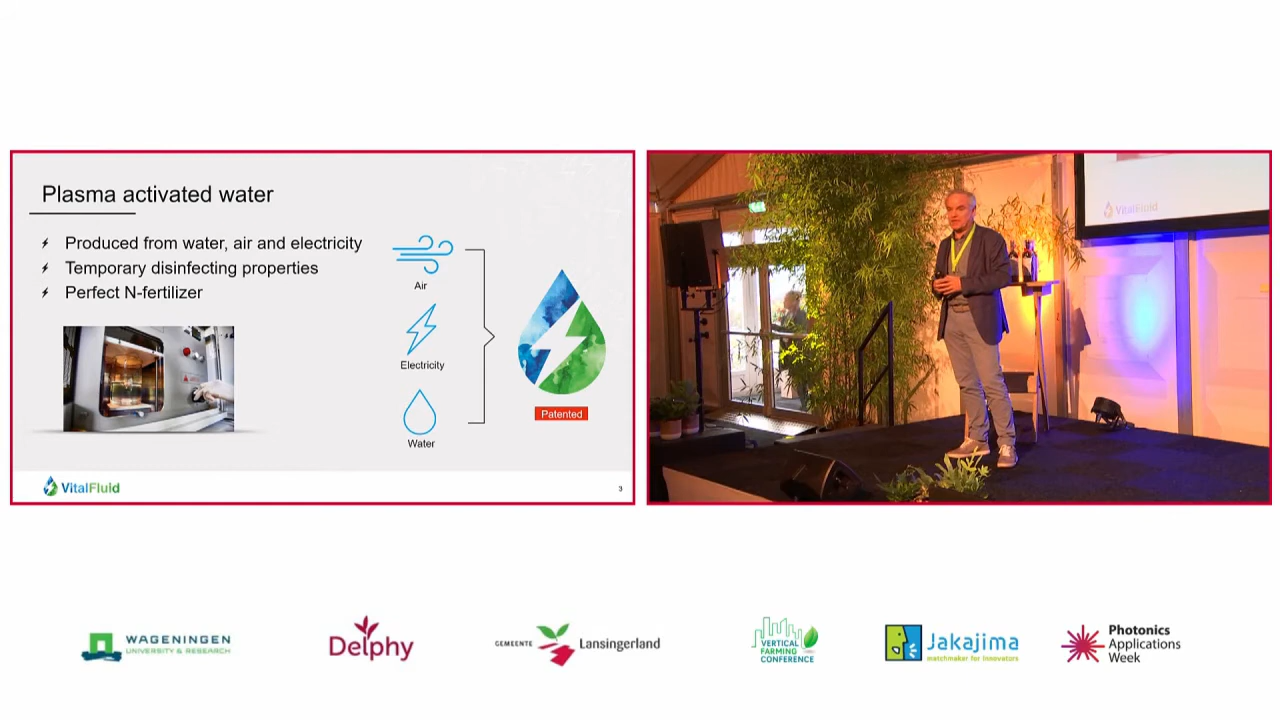 Plasma activated water
Produced from water, air and electricity
Temporary disinfecting properties
Perfect N-fertilizer
Air
Electricity
Water
Patented
VitalFluid
3
VitalFluid
WAGENINGEN
UNIVERSITY & RESEARCH
Delphy
GEMEENTE Lansingerland
VERTICAL
FARMING
CONFERENCE
Jakajima
matchmaker for innovators
Photonics
Applications
Week